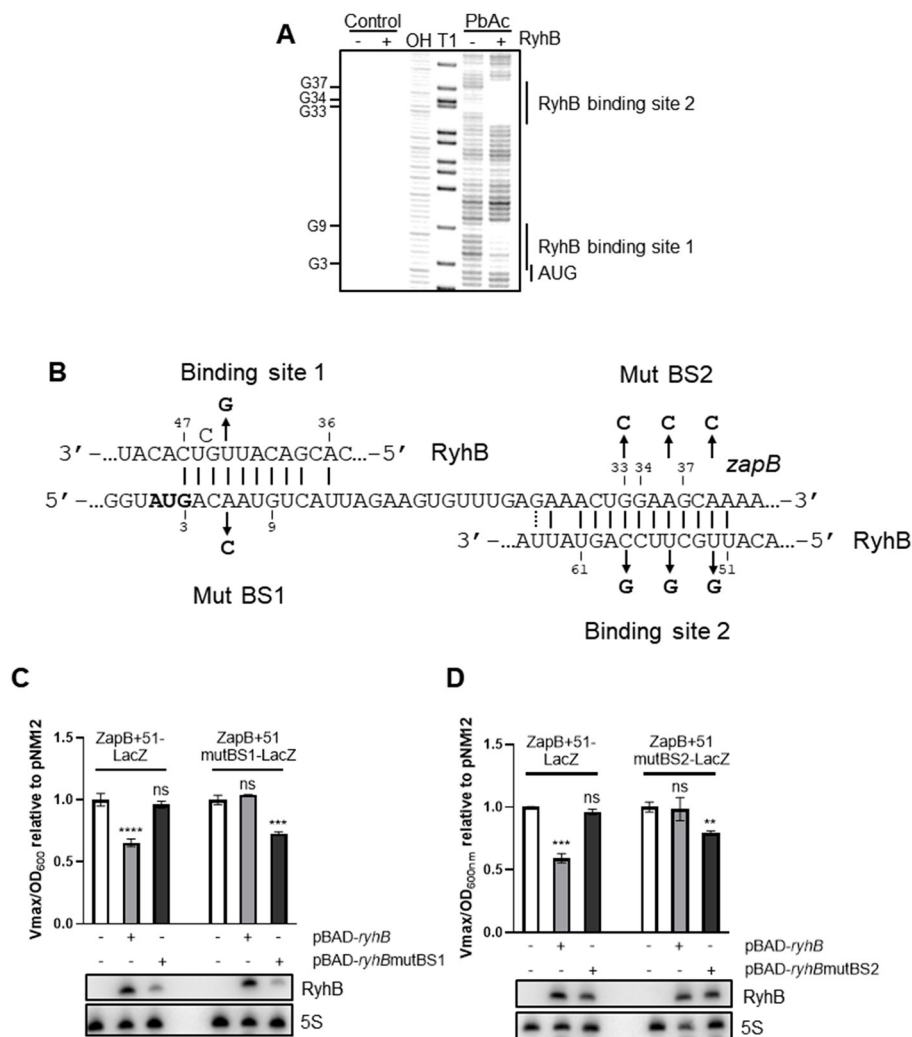 A
Control
PbAc
- + OH T1 - + RyhB
G37
G34
G33
G9
G3
RyhB binding site 2
RyhB binding site 1
AUG
B
Binding site 1
Mut BS2
G
C C C
47 C 36
33 34 37 zapB
3’ -…UACACUGUUACAGCAC…-5’ RyhB
5’ -…GGUAUGACAAUGUCAUUAGAAGUGUUUGAGAAACUGGAAGCAAAA…-3’
3 9
3’ -…AUUAUGACCUUCGUUACA…-5’ RyhB
C
61 51
G G G
Mut BS1
Binding site 2
C
Vmax/OD600 relative to pNM12
1.5
1.0
0.5
0.0
ZapB+51-
LacZ
ZapB+51
mutBS1-LacZ
**** ns ns ***
- + - - + - pBAD-ryhB
- - + - - + pBAD-ryhBmutBS1
RyhB
5S
D
Vmax/OD600nm relative to pNM12
1.5
1.0
0.5
0.0
ZapB+51-
LacZ
ZapB+51
mutBS2-LacZ
*** ns ns **
- + - - + - pBAD-ryhB
- - + - - + pBAD-ryhBmutBS2
RyhB
5S